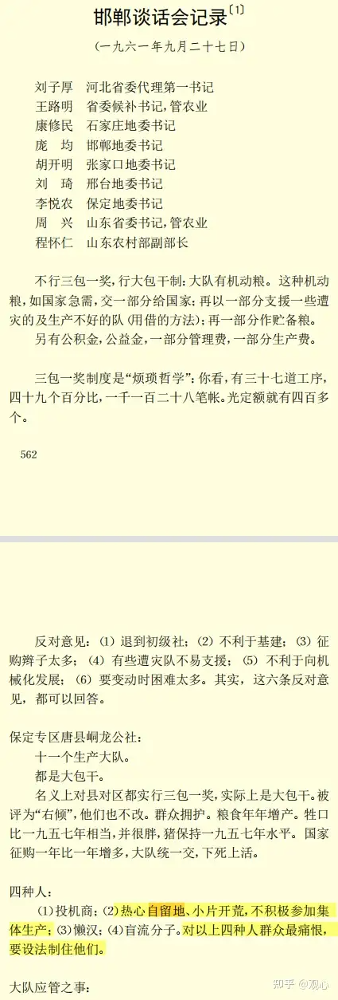 邯郸谈话会记录〔1〕
(一九六一年九月二十七日)
刘子厚 河北省委代理第一书记
王路明 省委候补书记,管农业
康修民 石家庄地委书记
庞 均 邯郸地委书记
胡开明 张家口地委书记
刘 琦 邢台地委书记
李悦农 保定地委书记
周 兴 山东省委书记,管农业
程怀仁 山东农村部副部长
不行三包一奖,行大包干制:大队有机动粮。这种机动
粮,如国家急需,交一部分给国家;再以一部分支援一些遭
灾的及生产不好的队(用借的方法);再一部分作贮备粮。
另有公积金,公益金,一部分管理费,一部分生产费。
三包一奖制度是“烦琐哲学”:你看,有三十七道工序,
四十九个百分比,一千一百二十八笔帐。光定额就有四百多
个。
562
反对意见:(1)退到初级社;(2)不利于基建;(3)征
购辫子太多;(4)有些遭灾队不易支援;(5)不利于向机
械化发展;(6)要变动时困难太多。其实,这六条反对意
见,都可以回答。
保定专区唐县峒龙公社:
十一个生产大队。
都是大包干。
名义上对县对区都实行三包一奖,实际上是大包干。被
评为“右倾”,他们也不改。群众拥护。粮食年年增产。牲口
比一九五七年相当,并很胖,猪保持一九五七年水平。国家
征购一年比一年增多,大队统一交,下死上活。
四种人:
(1)投机商;(2)热心自留地、小片开荒,不积极参加集
体生产;(3)懒汉;(4)盲流分子。对以上四种人群众最痛恨,
要设法制住他们。
大队应管之事:
知乎 @观心